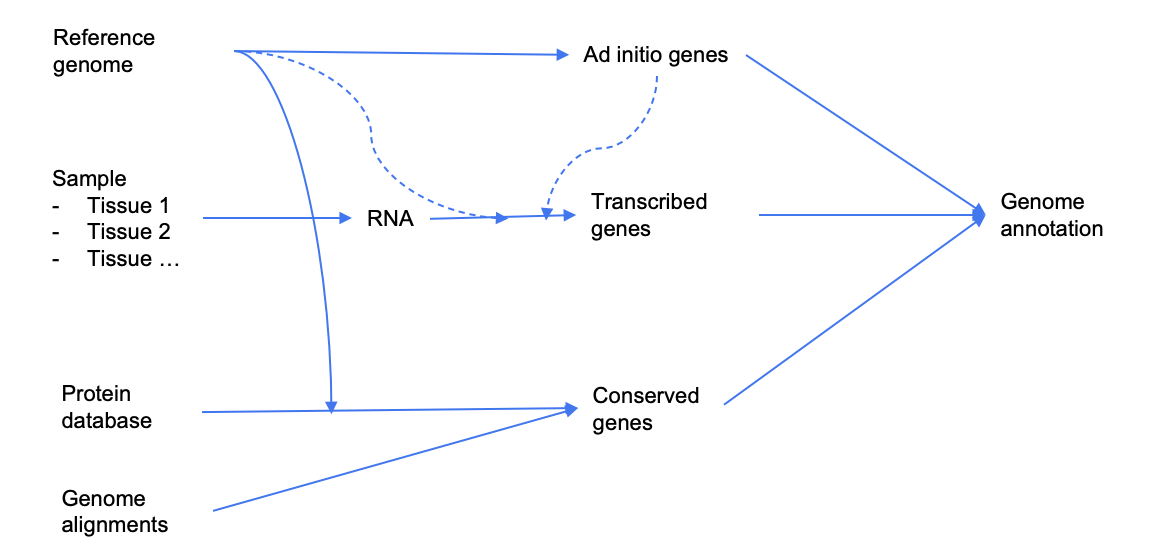 Reference
genome
Ad initio genes
Sample
- Tissue 1
- Tissue 2
- Tissue …
RNA
Transcribed
genes
Genome
annotation
Protein
database
Conserved
genes
Genome
alignments